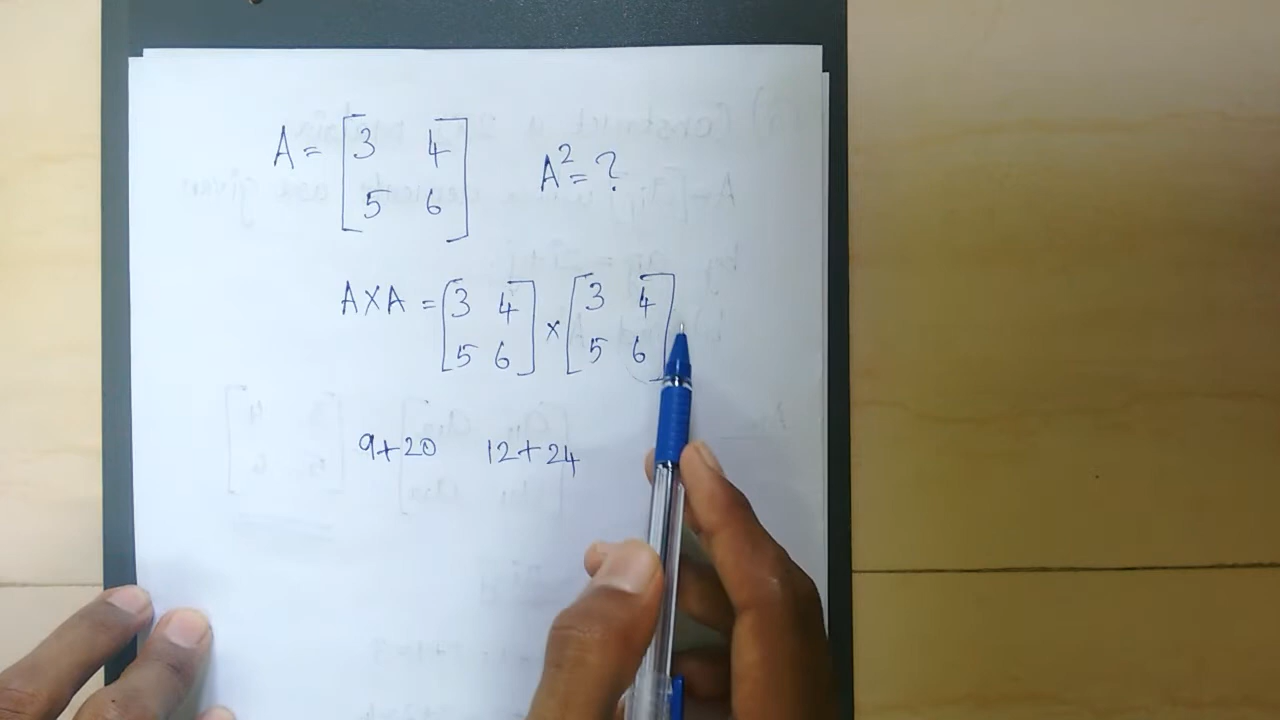 A = [3 4
5 6] A² = ?
A×A = [3 4
5 6] × [3 4
5 6]
9+20 12+24